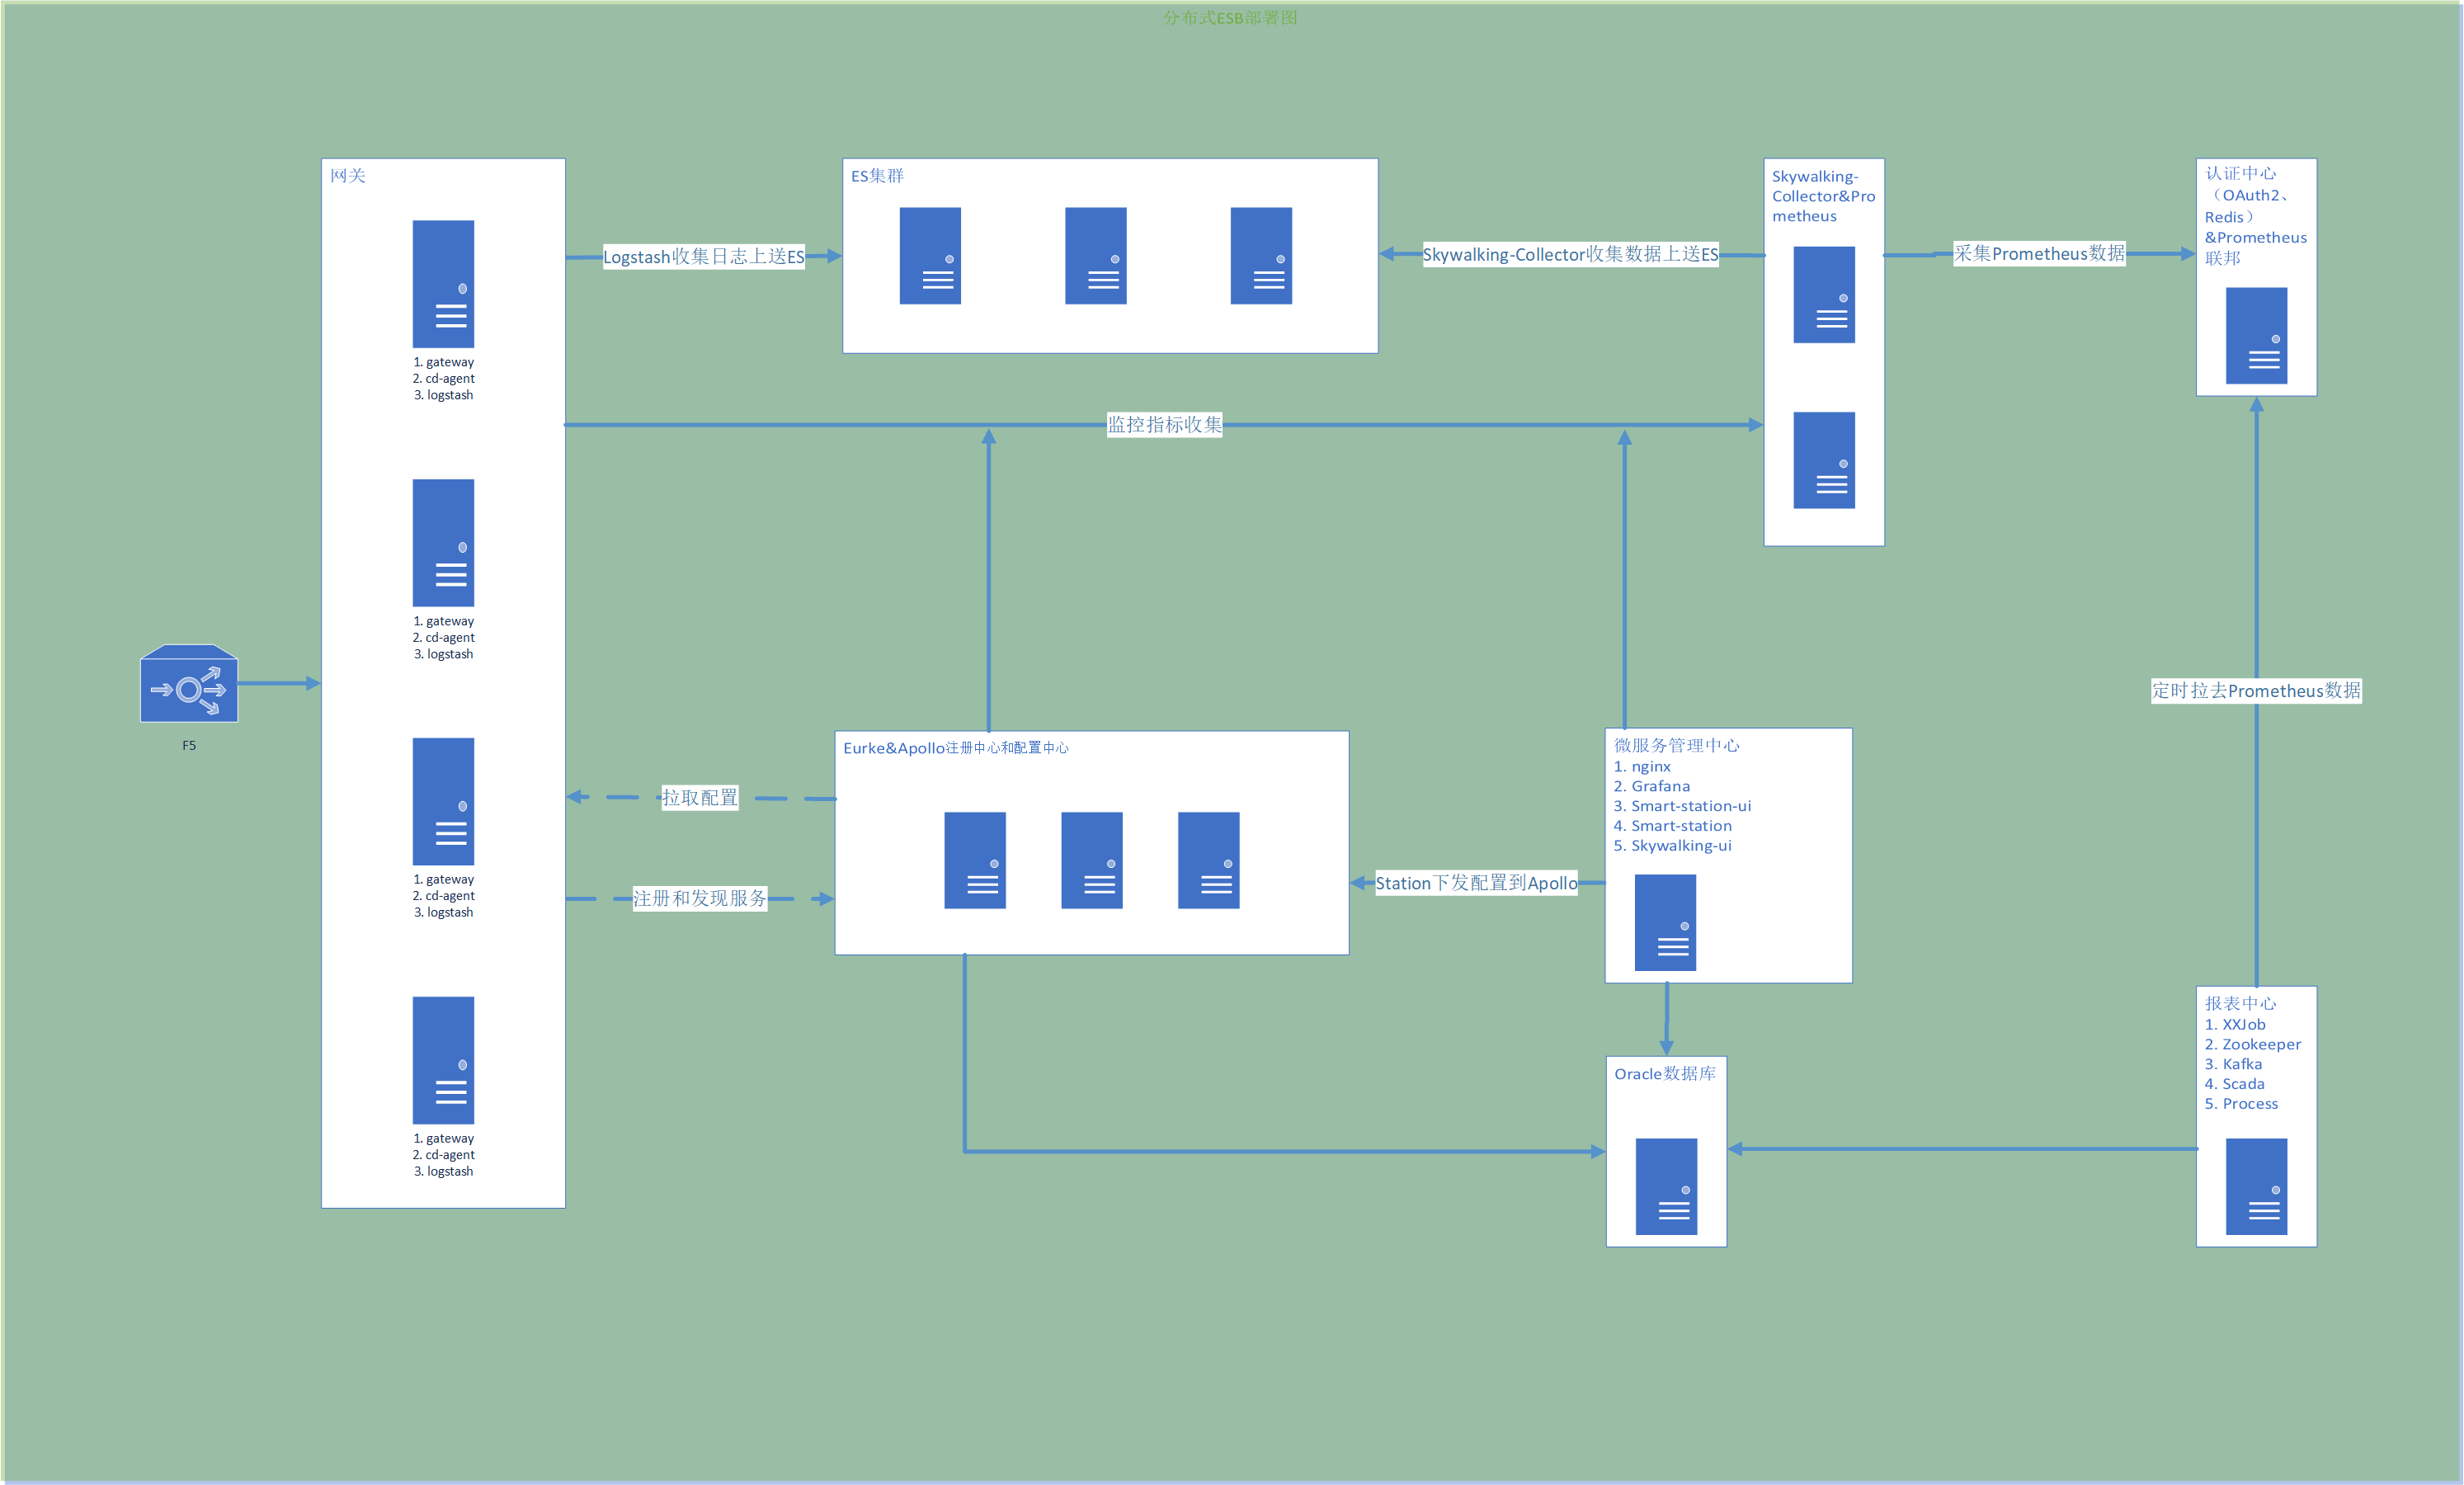 分布式ESB部署图
网关
1. gateway
2. cd-agent
3. logstash
1. gateway
2. cd-agent
3. logstash
1. gateway
2. cd-agent
3. logstash
1. gateway
2. cd-agent
3. logstash
F5
Logstash收集日志上送ES
ES集群
Skywalking-Collector收集数据上送ES
Skywalking-
Collector&Pro
metheus
采集Prometheus数据
认证中心
（OAuth2、
Redis）
&Prometheus
联邦
监控指标收集
定时拉去Prometheus数据
拉取配置
注册和发现服务
Eurke&Apollo注册中心和配置中心
Station下发配置到Apollo
微服务管理中心
1. nginx
2. Grafana
3. Smart-station-ui
4. Smart-station
5. Skywalking-ui
Oracle数据库
报表中心
1. XXJob
2. Zookeeper
3. Kafka
4. Scada
5. Process